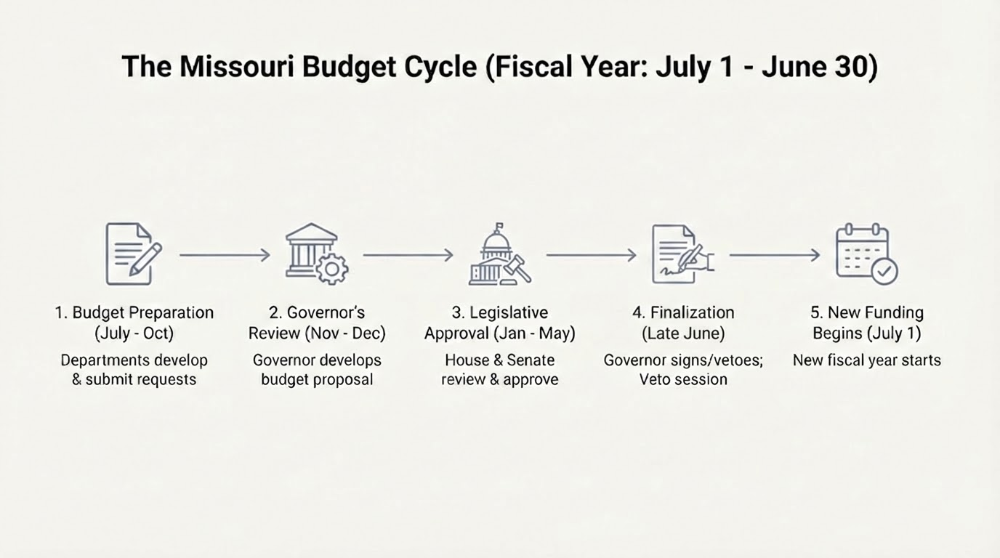 The Missouri Budget Cycle (Fiscal Year: July 1 - June 30)
1. Budget Preparation
(July - Oct)
Departments develop
& submit requests
2. Governor's
Review (Nov - Dec)
Governor develops
budget proposal
3. Legislative
Approval (Jan - May)
House & Senate
review & approve
4. Finalization
(Late June)
Governor signs/vetoes;
Veto session
5. New Funding
Begins (July 1)
New fiscal year starts